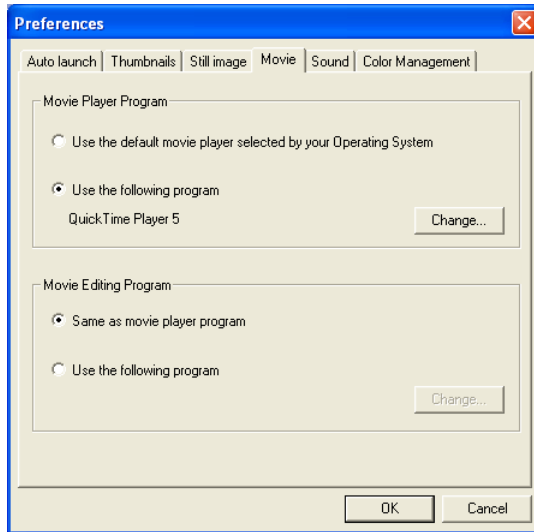 Preferences
Auto launch Thumbnails Still image Movie Sound Color Management
Movie Player Program
Use the default movie player selected by your Operating System
Use the following program
QuickTime Player 5 Change...
Movie Editing Program
Same as movie player program
Use the following program
Change...
OK Cancel